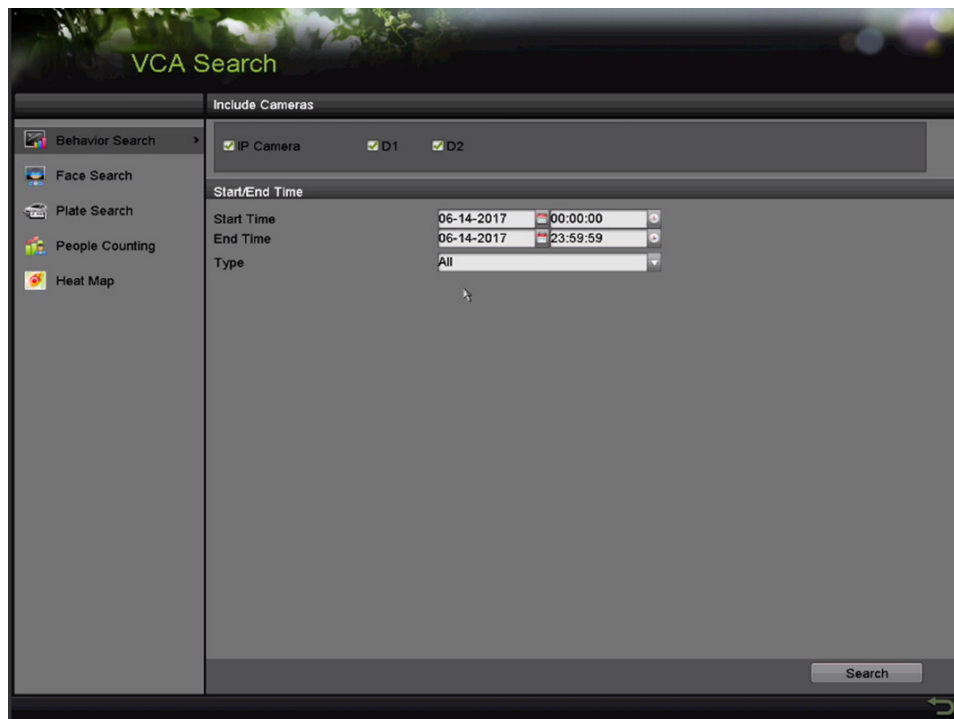 VCA Search
Include Cameras
Behavior Search >
IP Camera D1 D2
Face Search
Start/End Time
Plate Search
Start Time 06-14-2017 00:00:00
End Time 06-14-2017 23:59:59
People Counting
Type All
Heat Map
Search